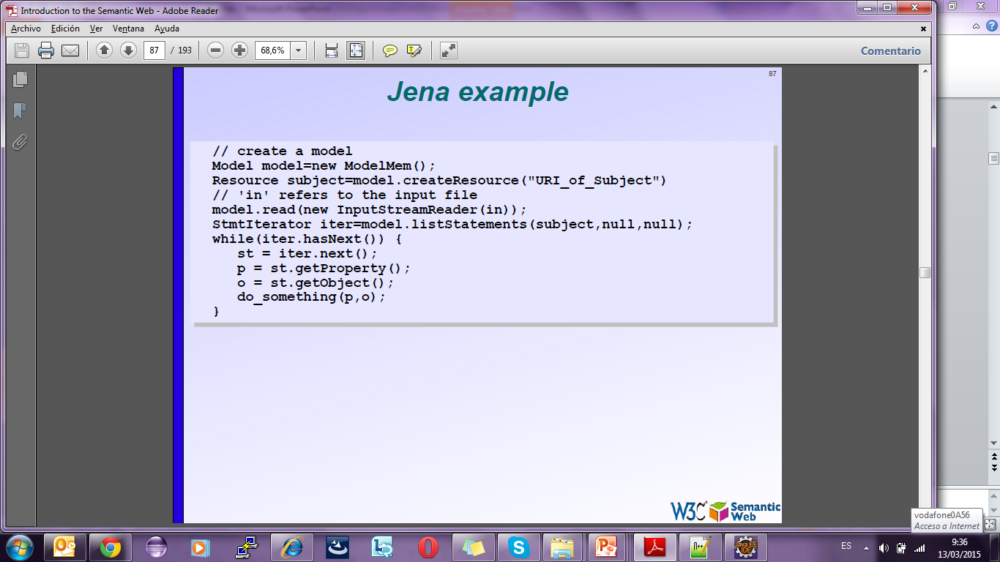 Introduction to the Semantic Web - Adobe Reader
Archivo Edición Ver Ventana Ayuda
87 / 193 68,6% Comentario
87
Jena example
// create a model
Model model=new ModelMem();
Resource subject=model.createResource("URI_of_Subject")
// 'in' refers to the input file
model.read(new InputStreamReader(in));
StmtIterator iter=model.listStatements(subject,null,null);
while(iter.hasNext()) {
st = iter.next();
p = st.getProperty();
o = st.getObject();
do_something(p,o);
}
W3C Semantic
Web
vodafone0A56
Acceso a Internet
ES
9:36
13/03/2015
Java EE
IDE